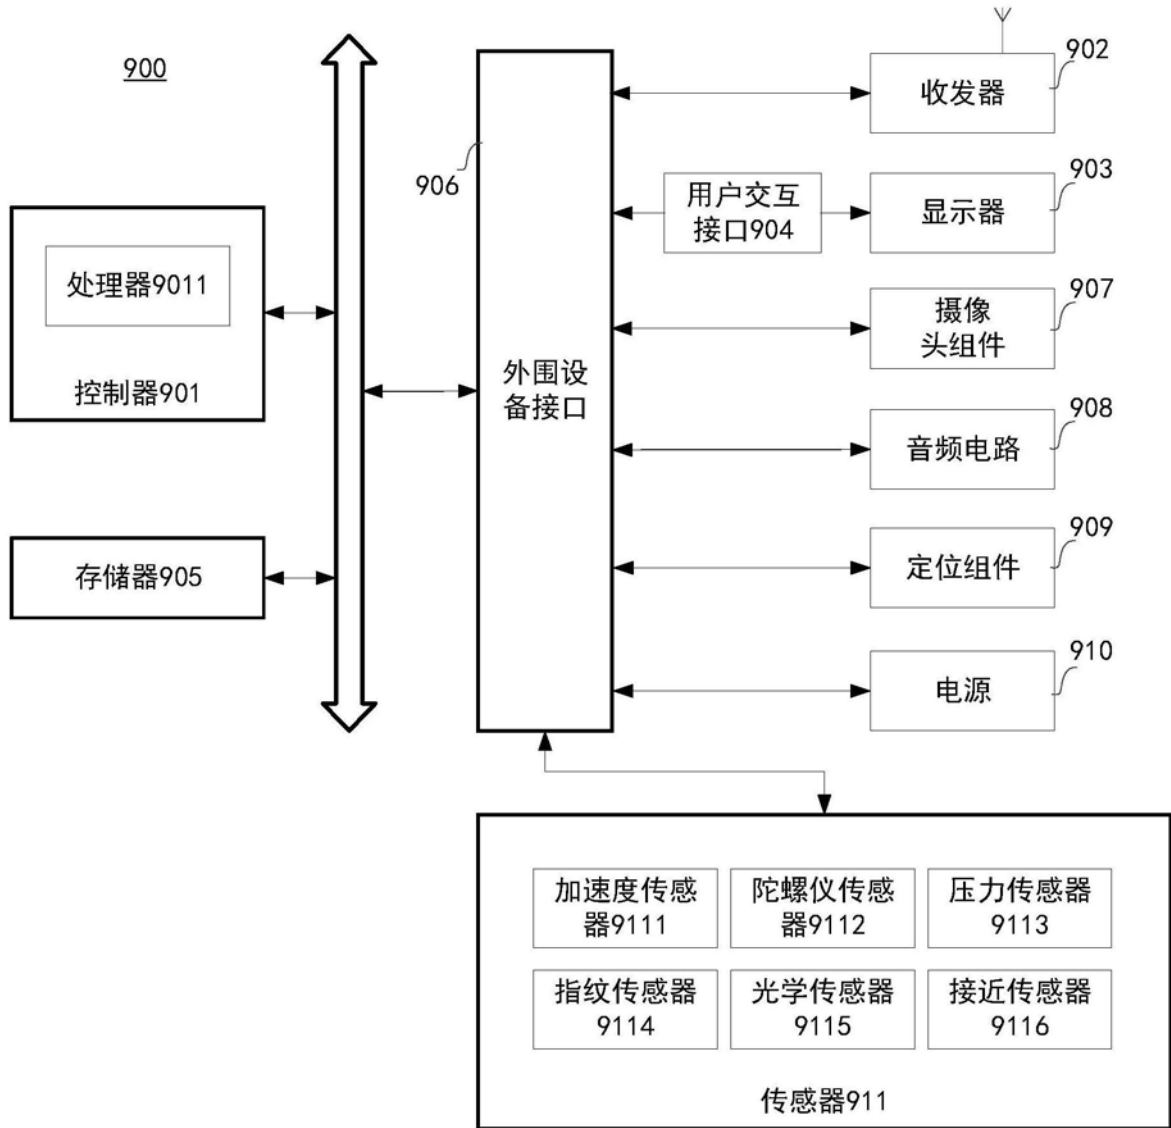 900
902
收发器
906
903
用户交互
接口904
显示器
处理器9011
控制器901
907
摄像
头组件
外围设
备接口
908
音频电路
存储器905
909
定位组件
910
电源
加速度传感
器9111
陀螺仪传感
器9112
压力传感器
9113
指纹传感器
9114
光学传感器
9115
接近传感器
9116
传感器911